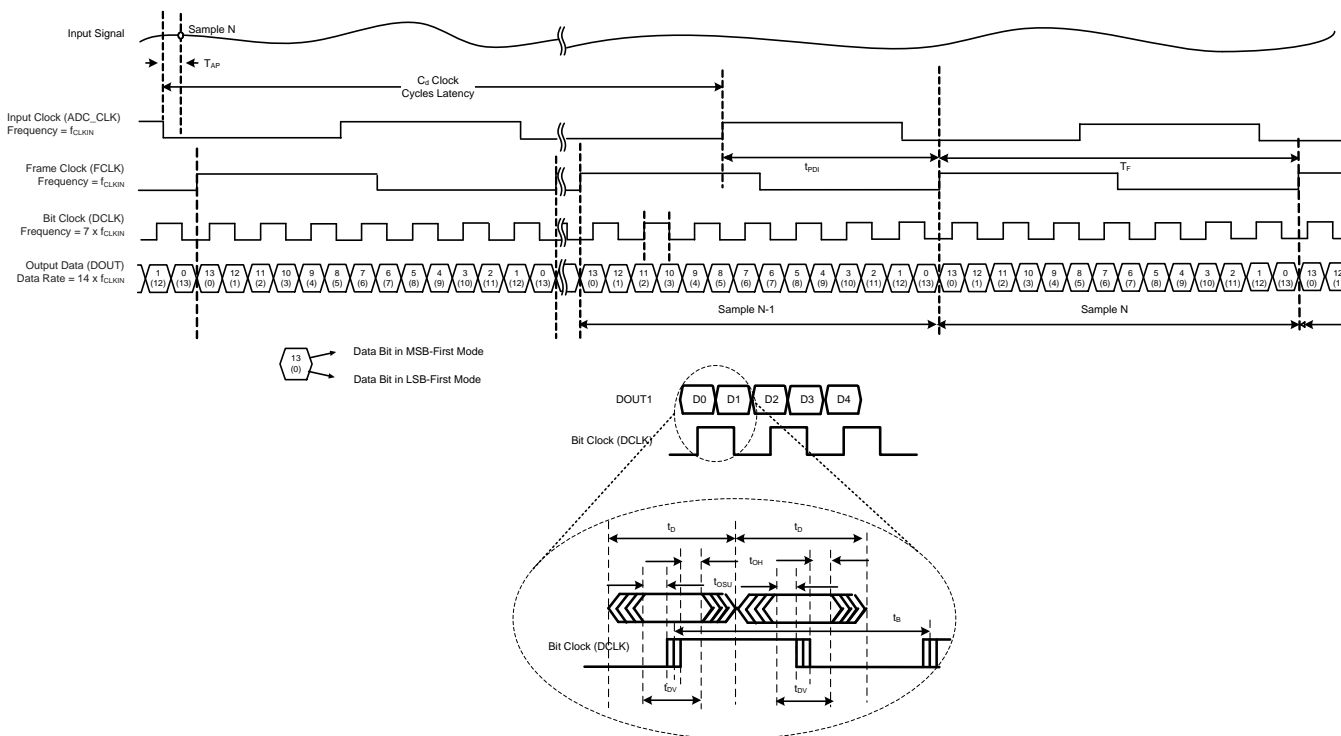 Input Signal
Sample N
TAP
Cd Clock
Cycles Latency
Input Clock (ADC_CLK)
Frequency = fCLKIN
tPDI
TF
Frame Clock (FCLK)
Frequency = fCLKIN
Bit Clock (DCLK)
Frequency = 7 x fCLKIN
Output Data (DOUT)
Data Rate = 14 x fCLKIN
1 0 13 12 11 10 9 8 7 6 5 4 3 2 1 0 13 12 11 10 9 8 7 6 5 4 3 2 1 0 13 12 11 10 9 8 7 6 5 4 3 2 1 0 13 12
(12) (13) (0) (1) (2) (3) (4) (5) (6) (7) (8) (9) (10) (11) (12) (13) (0) (1) (2) (3) (4) (5) (6) (7) (8) (9) (10) (11) (12) (13) (0) (1) (2) (3) (4) (5) (6) (7) (8) (9) (10) (11) (12) (13) (0) (1
Sample N-1
Sample N
13
(0)
Data Bit in MSB-First Mode
Data Bit in LSB-First Mode
DOUT1
D0 D1 D2 D3 D4
Bit Clock (DCLK)
tD
tD
tOH
tOSU
tB
Bit Clock (DCLK)
tDV
tDV